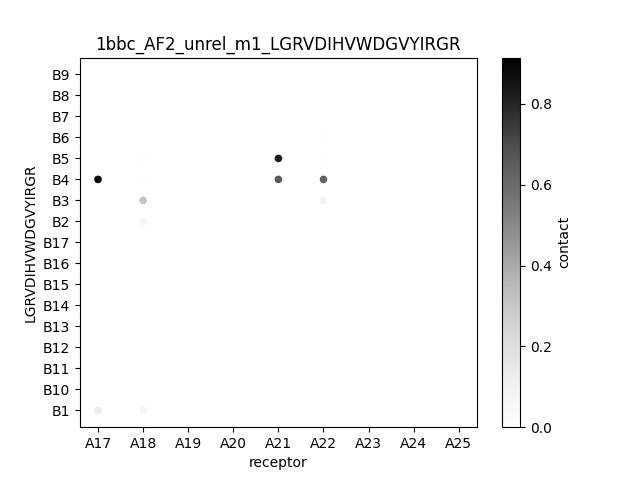 1bbc_AF2_unrel_m1_LGRVDIHVWDGVYIRGR
B9
B8
B7
B6
B5
B4
B3
B2
B17
B16
B15
B14
B13
B12
B11
B10
B1
LGRVDIHVWDGVYIRGR
A17 A18 A19 A20 A21 A22 A23 A24 A25
receptor
0.8
0.6
0.4
0.2
0.0
contact